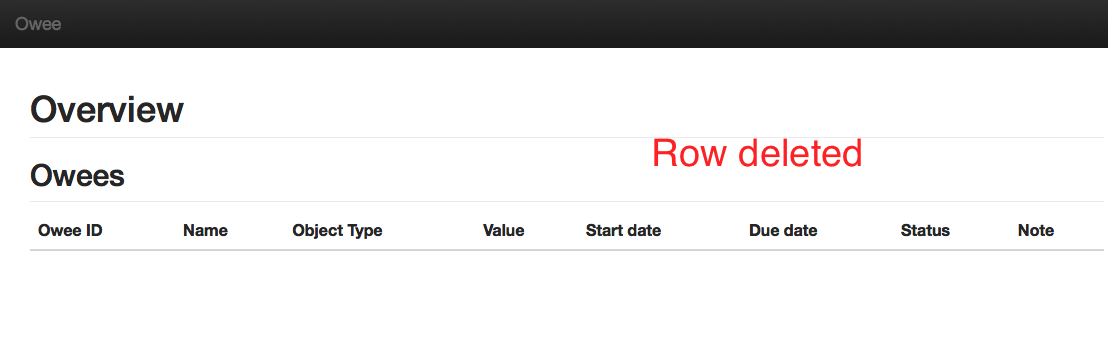 Owee
Overview
Row deleted
Owees
Owee ID Name Object Type Value Start date Due date Status Note